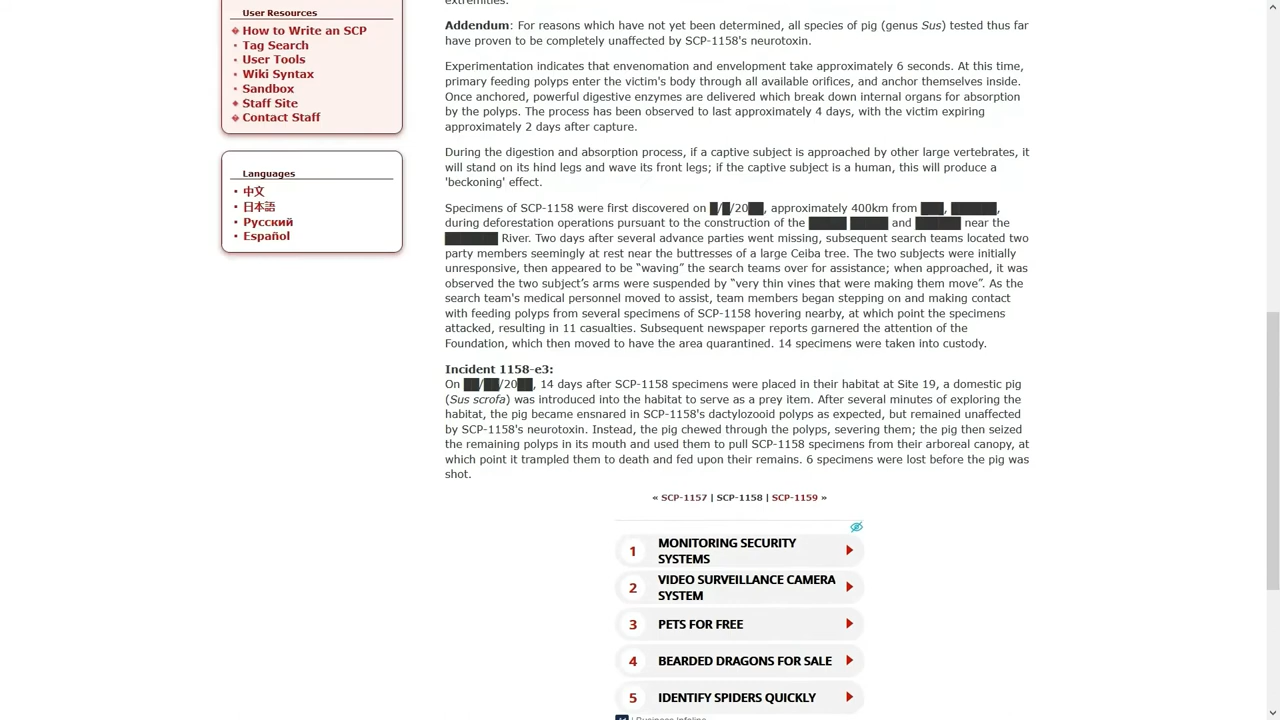 User Resources
How to Write an SCP
Tag Search
User Tools
Wiki Syntax
Sandbox
Staff Site
Contact Staff
Languages
中文
日本語
Русский
Español
extremities.
Addendum: For reasons which have not yet been determined, all species of pig (genus Sus) tested thus far
have proven to be completely unaffected by SCP-1158's neurotoxin.
Experimentation indicates that envenomation and envelopment take approximately 6 seconds. At this time,
primary feeding polyps enter the victim's body through all available orifices, and anchor themselves inside.
Once anchored, powerful digestive enzymes are delivered which break down internal organs for absorption
by the polyps. The process has been observed to last approximately 4 days, with the victim expiring
approximately 2 days after capture.
During the digestion and absorption process, if a captive subject is approached by other large vertebrates, it
will stand on its hind legs and wave its front legs; if the captive subject is a human, this will produce a
'beckoning' effect.
Specimens of SCP-1158 were first discovered on █/█/20██, approximately 400km from ███, ██████,
during deforestation operations pursuant to the construction of the █████ █████ and ██████ near the
███████ River. Two days after several advance parties went missing, subsequent search teams located two
party members seemingly at rest near the buttresses of a large Ceiba tree. The two subjects were initially
unresponsive, then appeared to be “waving” the search teams over for assistance; when approached, it was
observed the two subject’s arms were suspended by “very thin vines that were making them move”. As the
search team's medical personnel moved to assist, team members began stepping on and making contact
with feeding polyps from several specimens of SCP-1158 hovering nearby, at which point the specimens
attacked, resulting in 11 casualties. Subsequent newspaper reports garnered the attention of the
Foundation, which then moved to have the area quarantined. 14 specimens were taken into custody.
Incident 1158-e3:
On ██/██/20██, 14 days after SCP-1158 specimens were placed in their habitat at Site 19, a domestic pig
(Sus scrofa) was introduced into the habitat to serve as a prey item. After several minutes of exploring the
habitat, the pig became ensnared in SCP-1158's dactylozooid polyps as expected, but remained unaffected
by SCP-1158's neurotoxin. Instead, the pig chewed through the polyps, severing them; the pig then seized
the remaining polyps in its mouth and used them to pull SCP-1158 specimens from their arboreal canopy, at
which point it trampled them to death and fed upon their remains. 6 specimens were lost before the pig was
shot.
« SCP-1157 | SCP-1158 | SCP-1159 »
1 MONITORING SECURITY
SYSTEMS
2 VIDEO SURVEILLANCE CAMERA
SYSTEM
3 PETS FOR FREE
4 BEARDED DRAGONS FOR SALE
5 IDENTIFY SPIDERS QUICKLY
| Business Infoline